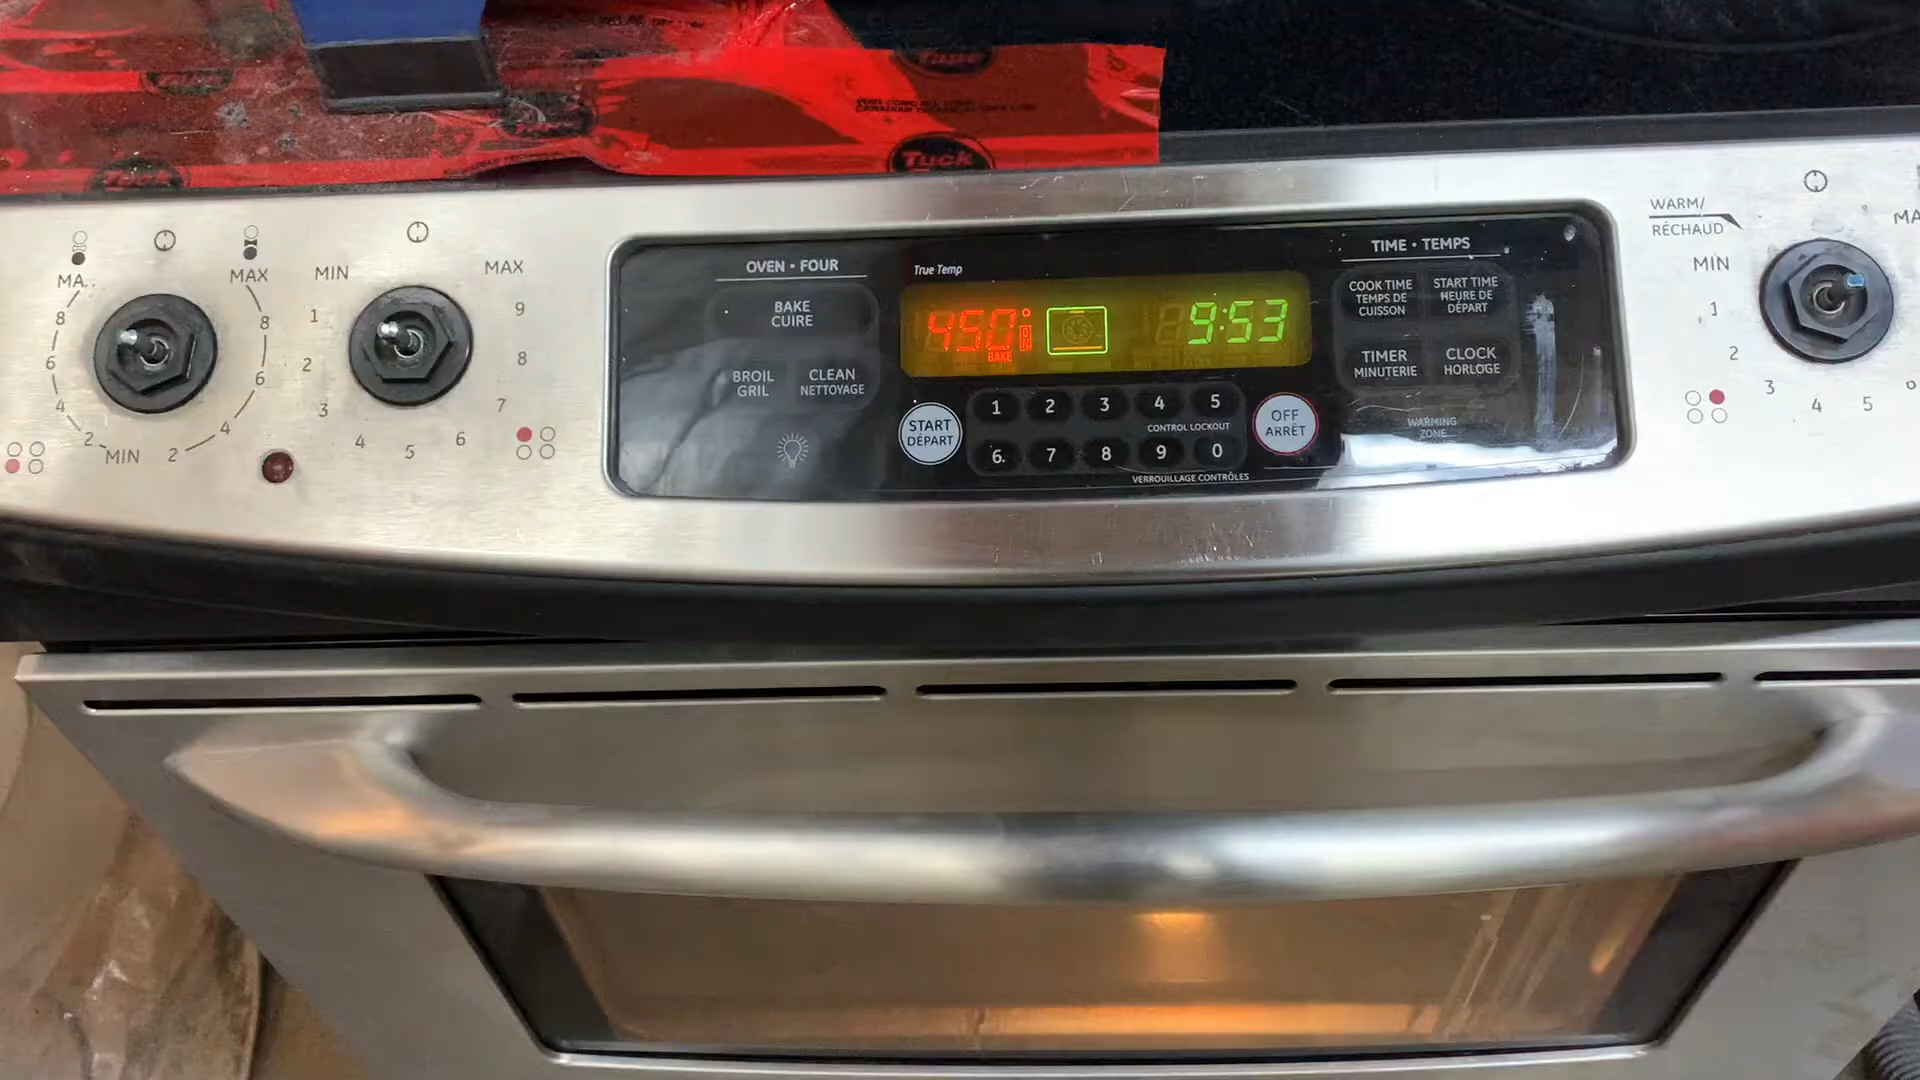 Tape
Tuck
MA..
MAX
8
8
6
6
4
4
2
MIN
2
MIN
MAX
1
9
2
8
3
7
4
5
6
OVEN • FOUR
BAKE
CUIRE
BROIL
GRIL
CLEAN
NETTOYAGE
True Temp
450°
ON
BAKE
9:53
START
DÉPART
1
2
3
4
5
CONTROL LOCKOUT
6
7
8
9
0
VERROUILLAGE CONTRÔLES
OFF
ARRÊT
TIME • TEMPS
COOK TIME
TEMPS DE
CUISSON
START TIME
HEURE DE
DÉPART
TIMER
MINUTERIE
CLOCK
HORLOGE
WARMING
ZONE
WARM/
RÉCHAUD
MIN
MA
1
2
3
4
5